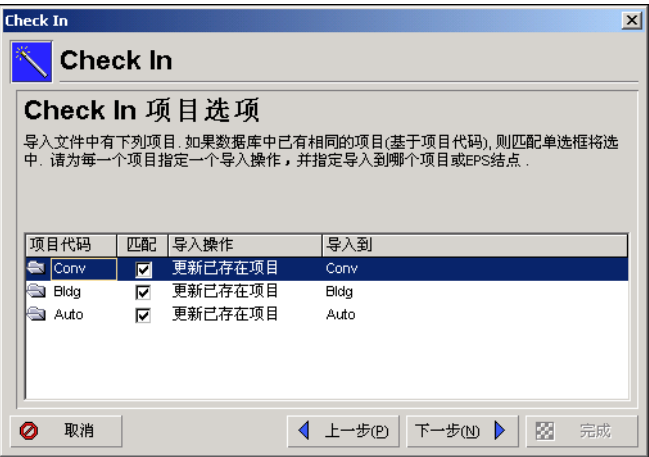 Check In
Check In
Check In 项目选项
导入文件中有下列项目. 如果数据库中已有相同的项目(基于项目代码), 则匹配单选框将选
中. 请为每一个项目指定一个导入操作，并指定导入到哪个项目或EPS结点 .
项目代码 匹配 导入操作 导入到
Conv 更新已存在项目 Conv
Bldg 更新已存在项目 Bldg
Auto 更新已存在项目 Auto
取消 上一步(P) 下一步(N) 完成